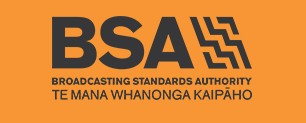 BSA
BROADCASTING STANDARDS AUTHORITY
TE MANA WHANONGA KAIPĀHO